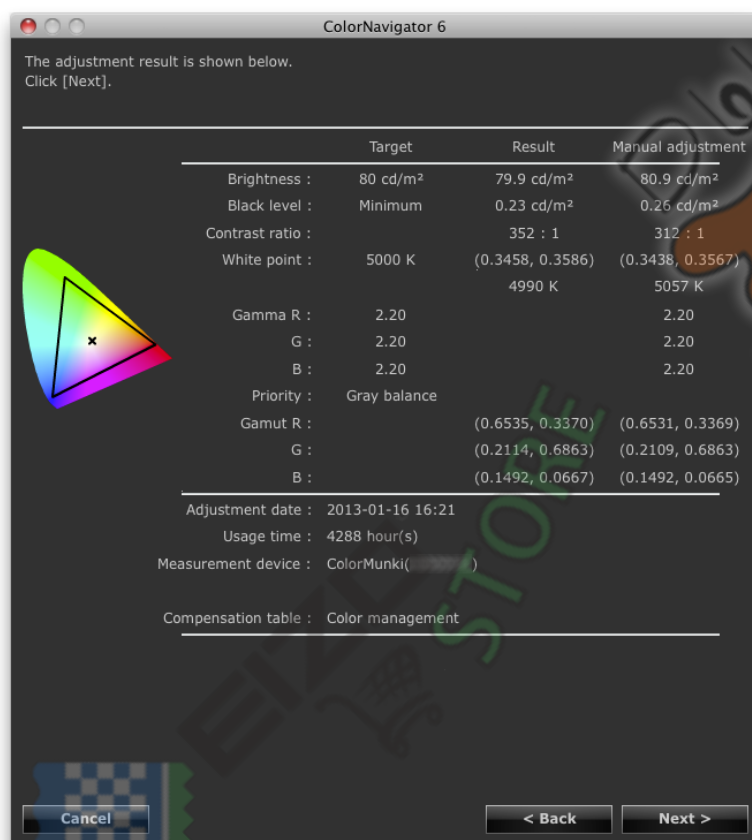 ColorNavigator 6
The adjustment result is shown below.
Click [Next].
Target Result Manual adjustment
Brightness : 80 cd/m² 79.9 cd/m² 80.9 cd/m²
Black level : Minimum 0.23 cd/m² 0.26 cd/m²
Contrast ratio : 352 : 1 312 : 1
White point : 5000 K (0.3458, 0.3586) (0.3438, 0.3567)
4990 K 5057 K
Gamma R : 2.20 2.20
G : 2.20 2.20
B : 2.20 2.20
Priority : Gray balance
Gamut R : (0.6535, 0.3370) (0.6531, 0.3369)
G : (0.2114, 0.6863) (0.2109, 0.6863)
B : (0.1492, 0.0667) (0.1492, 0.0665)
Adjustment date : 2013-01-16 16:21
Usage time : 4288 hour(s)
Measurement device : ColorMunki( )
Compensation table : Color management
EIZO
STORE
Cancel < Back Next >